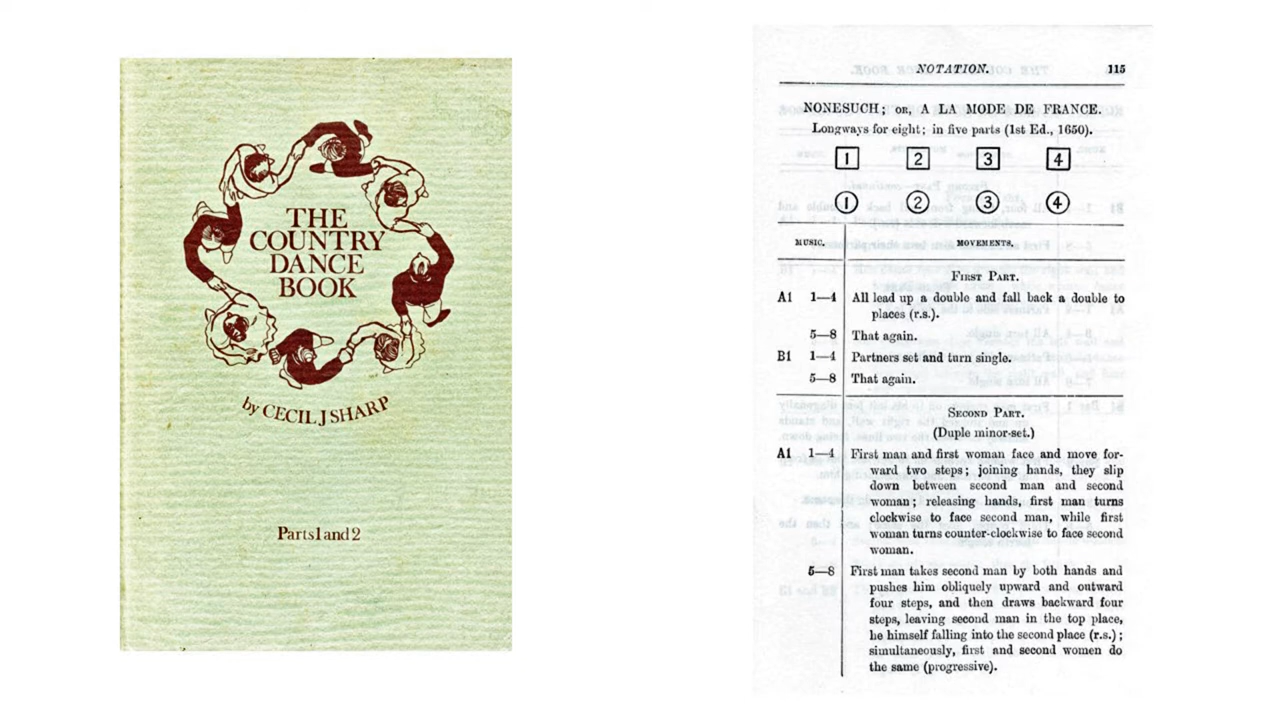 THE
COUNTRY
DANCE
BOOK
by CECIL J SHARP
Parts 1 and 2
NOTATION. 115
NONESUCH; OR, A LA MODE DE FRANCE.
Longways for eight; in five parts (1st Ed., 1650).
1 2 3 4
1 2 3 4
MUSIC. MOVEMENTS.
FIRST PART.
A1 1—4 All lead up a double and fall back a double to
places (r.s.).
5—8 That again.
B1 1—4 Partners set and turn single.
5—8 That again.
SECOND PART.
(Duple minor-set.)
A1 1—4 First man and first woman face and move for-
ward two steps; joining hands, they slip
down between second man and second
woman; releasing hands, first man turns
clockwise to face second man, while first
woman turns counter-clockwise to face second
woman.
5—8 First man takes second man by both hands and
pushes him obliquely upward and outward
four steps, and then draws backward four
steps, leaving second man in the top place,
he himself falling into the second place (r.s.);
simultaneously, first and second women do
the same (progressive).